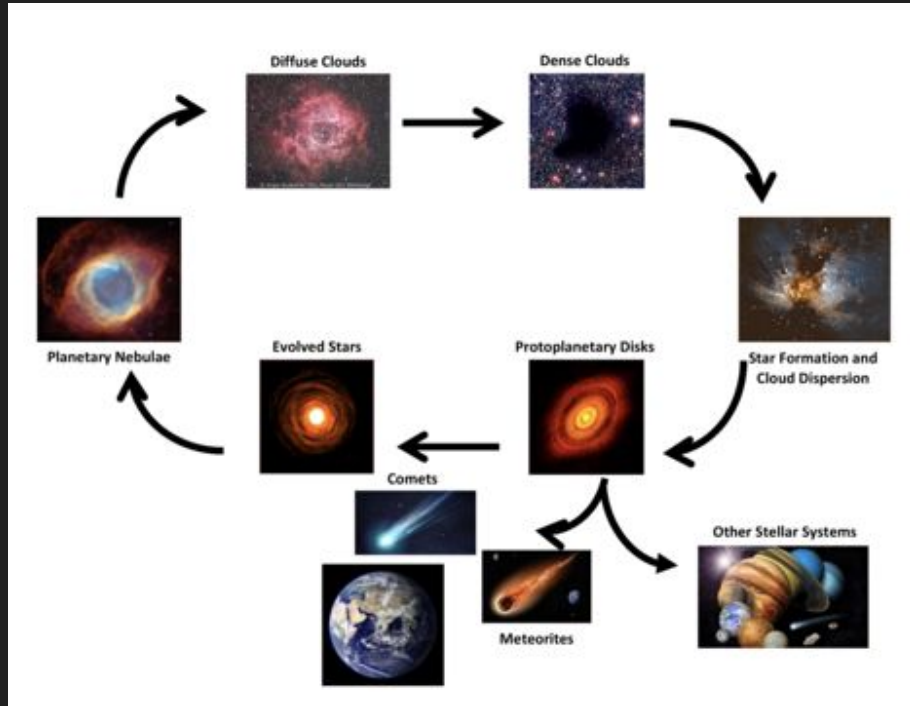 Diffuse Clouds
Dense Clouds
Planetary Nebulae
Evolved Stars
Protoplanetary Disks
Star Formation and
Cloud Dispersion
Comets
Other Stellar Systems
Meteorites